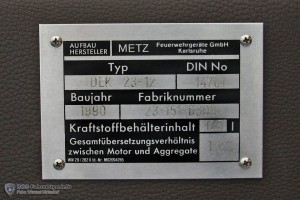 AUFBAU HERSTELLER METZ Feuerwehrgeräte GmbH Karlsruhe
Typ DIN No
DLK 23-12 14701
Baujahr Fabriknummer
1990
Kraftstoffbehälterinhalt l
Gesamtübersetzungsverhältnis
zwischen Motor und Aggregate